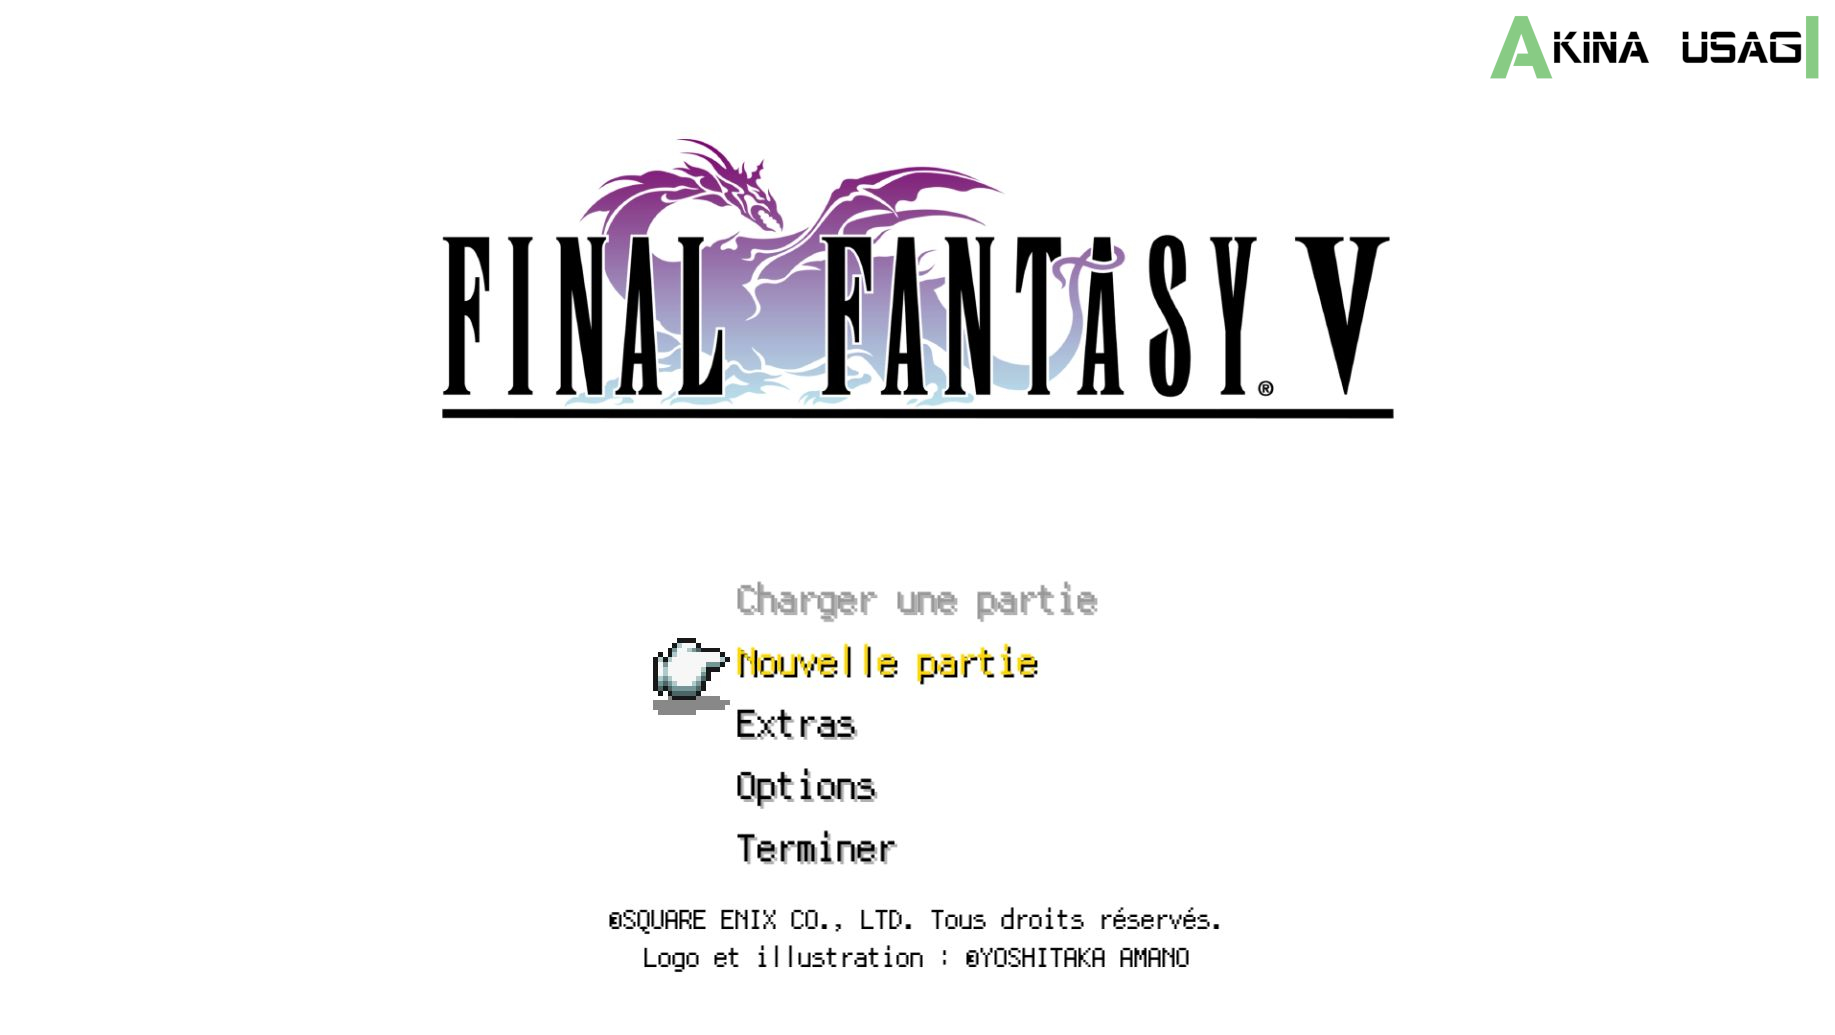 AKINA USAGI
FINAL FANTASY® V
Charger une partie
Nouvelle partie
Extras
Options
Terminer
©SQUARE ENIX CO., LTD. Tous droits réservés.
Logo et illustration : ©YOSHITAKA AMANO